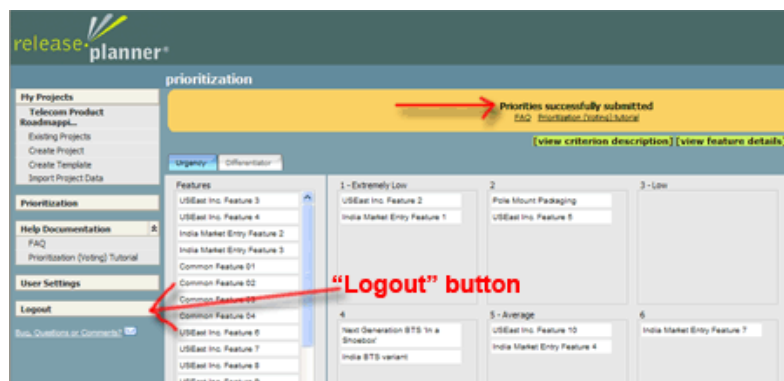 release planner®
prioritization
My Projects
Telecom Product
Roadmappi...
Existing Projects
Create Project
Create Template
Import Project Data
Prioritization
Help Documentation
FAQ
Prioritization (Voting) Tutorial
User Settings
Logout
Bug, Questions or Comments?
Priorities successfully submitted
FAQ Prioritization (Voting) tutorial
[view criterion description] [view feature details]
Urgency Differentiator
Features
USEast Inc. Feature 3
USEast Inc. Feature 4
India Market Entry Feature 2
India Market Entry Feature 3
Common Feature 01
Common Feature 02
Common Feature 03
Common Feature 04
USEast Inc. Feature 6
USEast Inc. Feature 7
USEast Inc. Feature 8
1 - Extremely Low
USEast Inc. Feature 2
India Market Entry Feature 1
2
Pole Mount Packaging
USEast Inc. Feature 5
3 - Low
"Logout" button
4
Next Generation BTS 'In a
Shoebox'
India BTS variant
5 - Average
USEast Inc. Feature 10
India Market Entry Feature 4
6
India Market Entry Feature 7